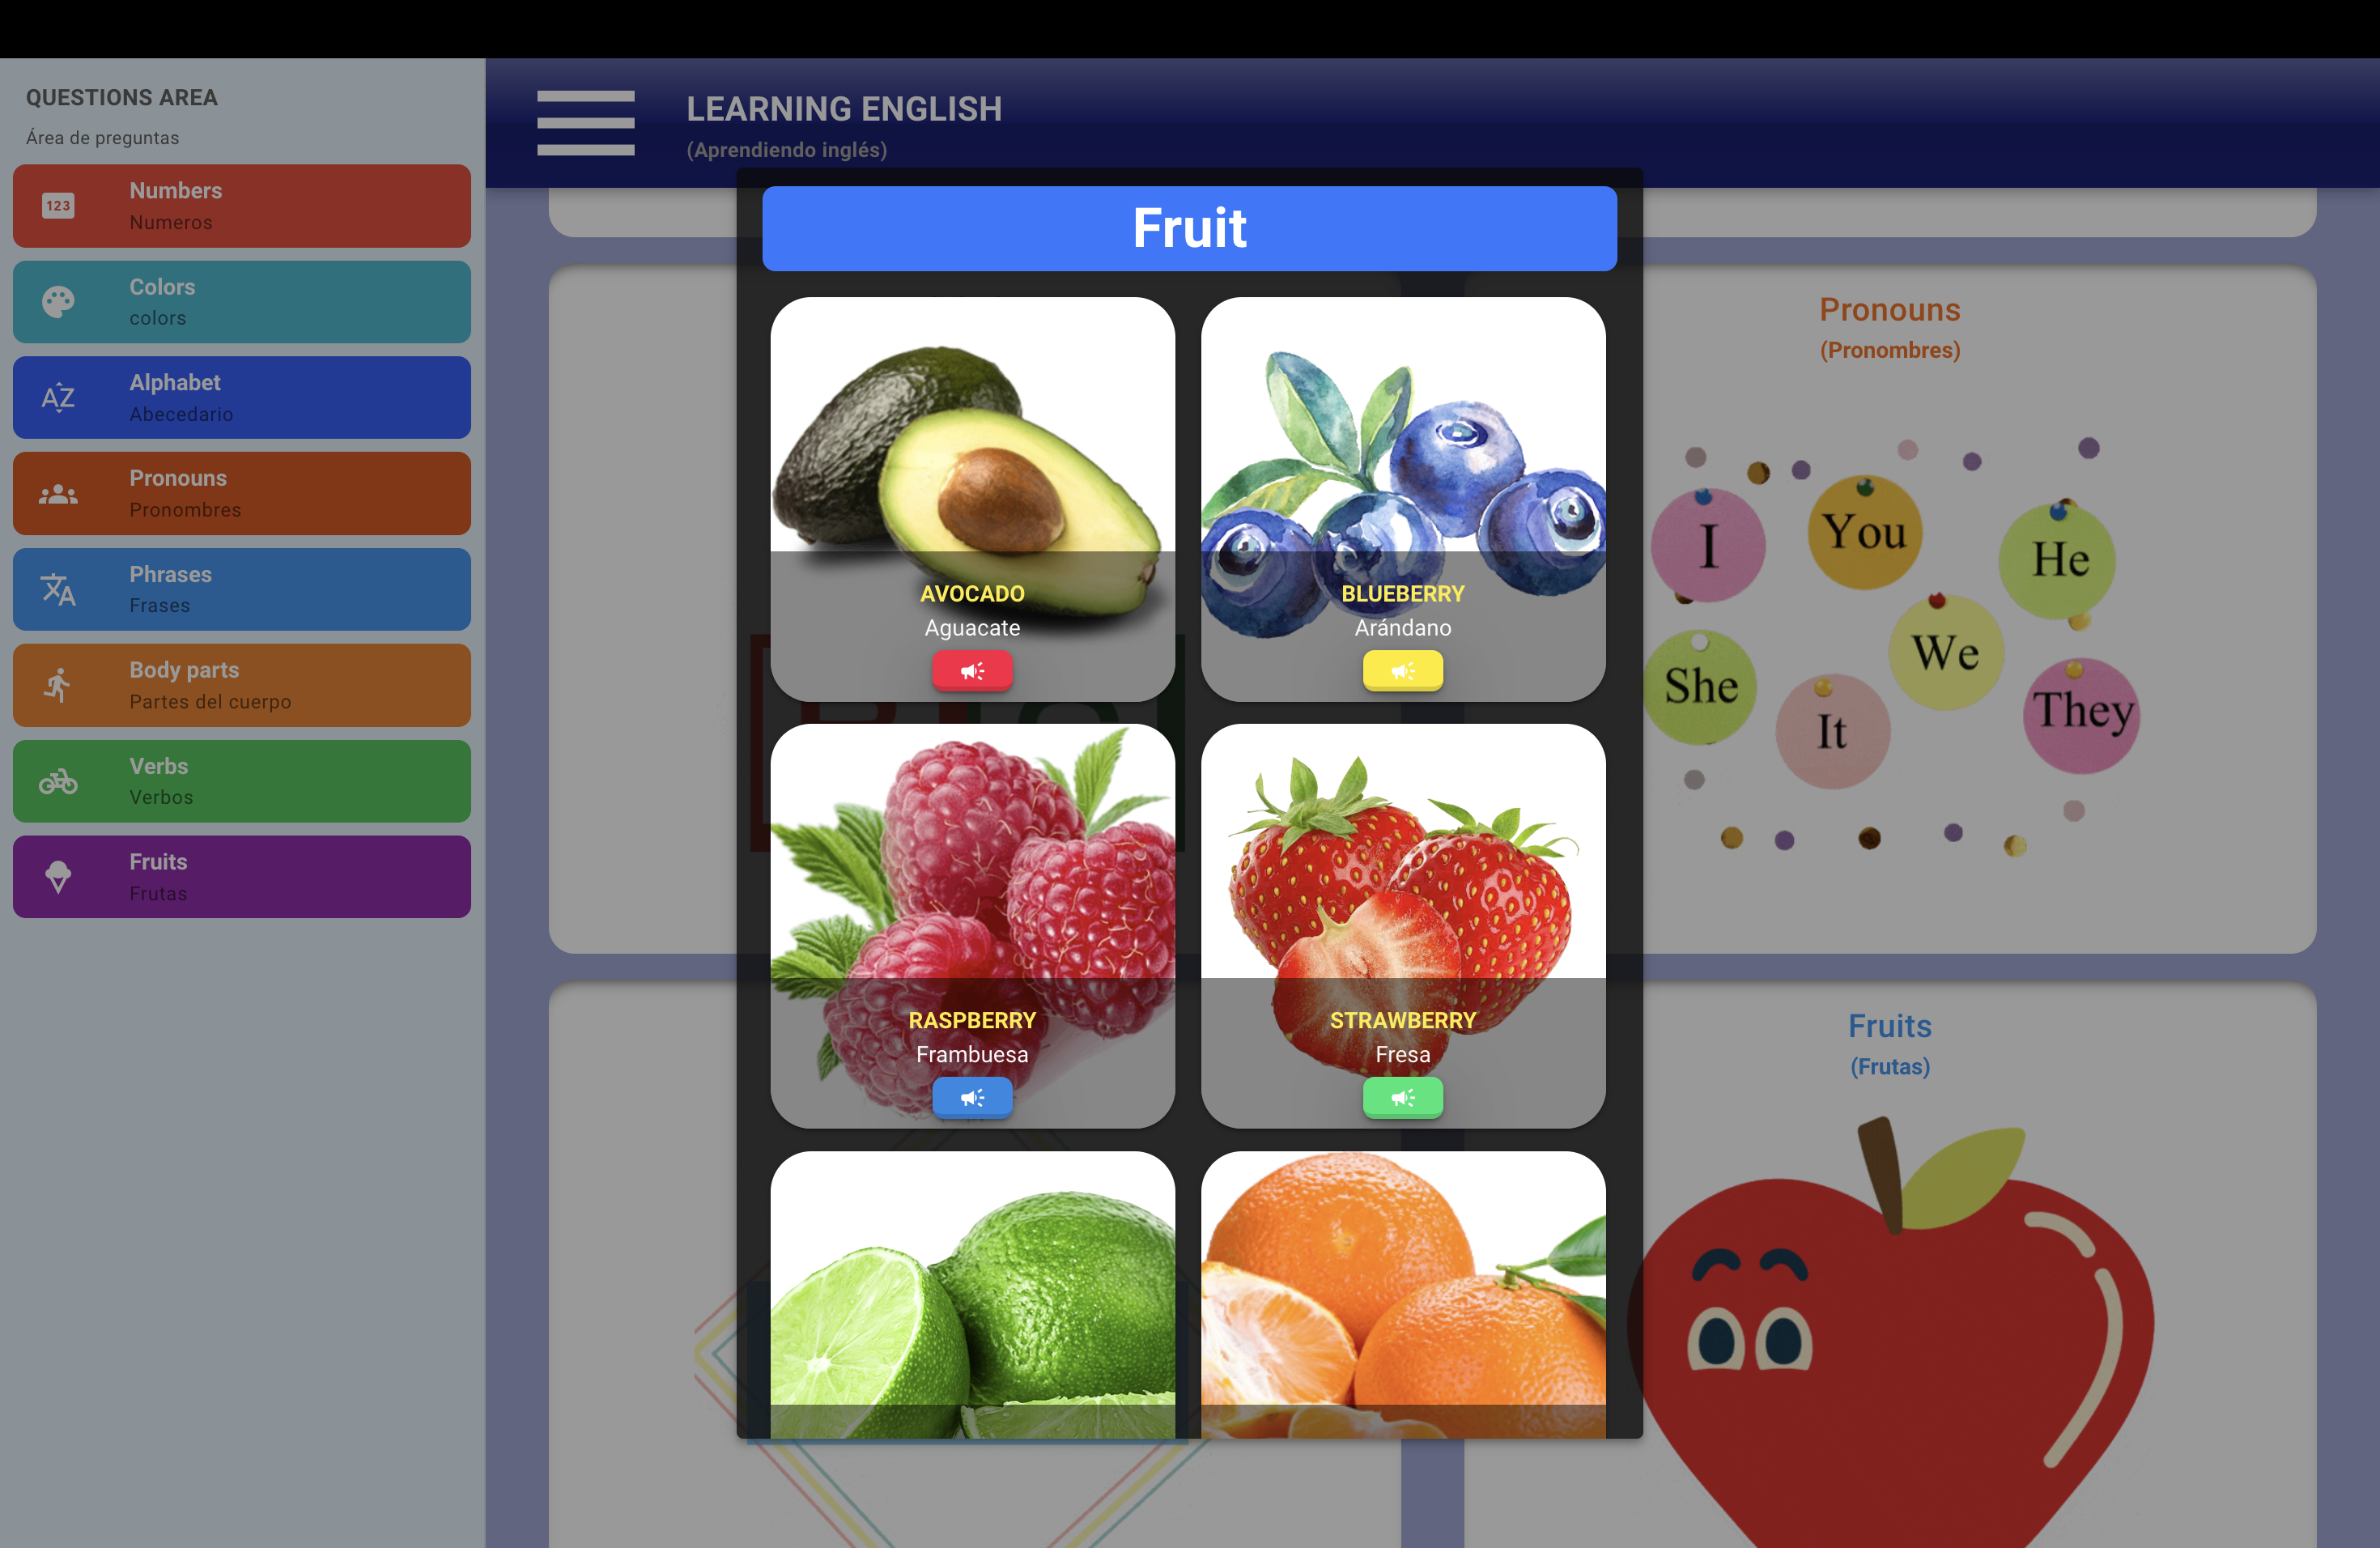 QUESTIONS AREA
Área de preguntas
123
Numbers
Numeros
Colors
colors
AZ
Alphabet
Abecedario
Pronouns
Pronombres
Phrases
Frases
Body parts
Partes del cuerpo
Verbs
Verbos
Fruits
Frutas
LEARNING ENGLISH
(Aprendiendo inglés)
Fruit
AVOCADO
Aguacate
BLUEBERRY
Arándano
RASPBERRY
Frambuesa
STRAWBERRY
Fresa
Pronouns
(Pronombres)
I
You
He
She
It
We
They
Fruits
(Frutas)